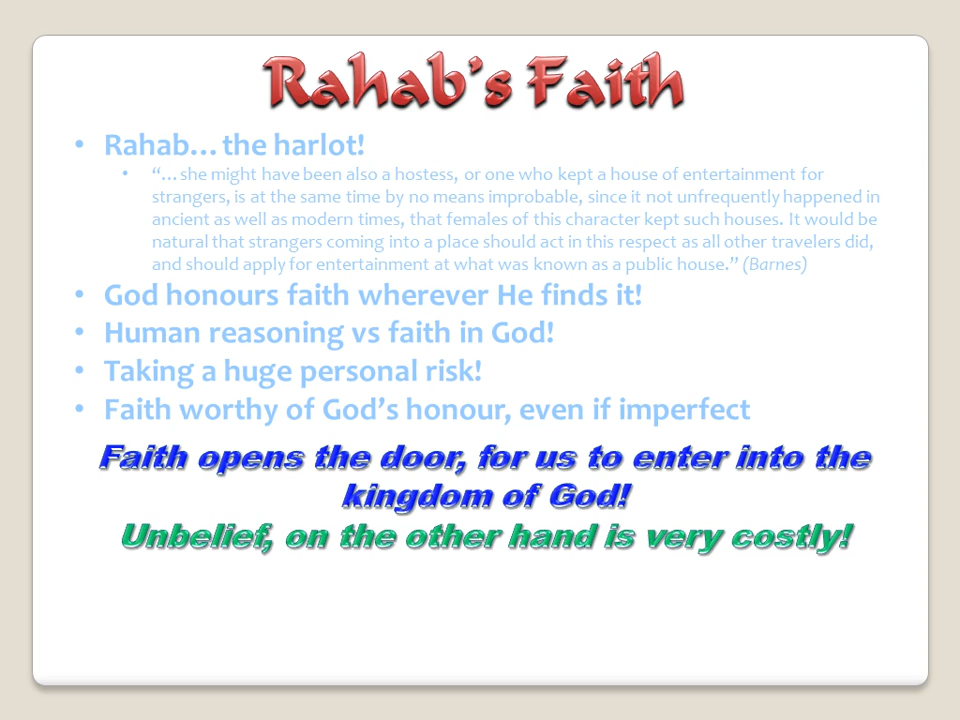 Rahab’s Faith
• Rahab…the harlot!
• “…she might have been also a hostess, or one who kept a house of entertainment for
strangers, is at the same time by no means improbable, since it not unfrequently happened in
ancient as well as modern times, that females of this character kept such houses. It would be
natural that strangers coming into a place should act in this respect as all other travelers did,
and should apply for entertainment at what was known as a public house.” (Barnes)
• God honours faith wherever He finds it!
• Human reasoning vs faith in God!
• Taking a huge personal risk!
• Faith worthy of God’s honour, even if imperfect
Faith opens the door, for us to enter into the
kingdom of God!
Unbelief, on the other hand is very costly!